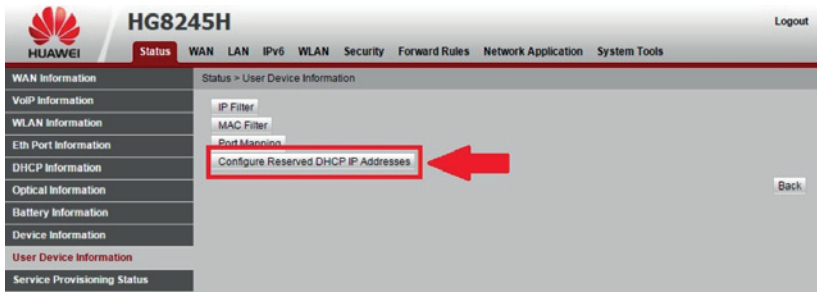 HG8245H
Logout
HUAWEI
Status WAN LAN IPv6 WLAN Security Forward Rules Network Application System Tools
WAN Information
Status > User Device Information
VoIP Information
IP Filter
WLAN Information
MAC Filter
Eth Port Information
Port Mapping
Configure Reserved DHCP IP Addresses
DHCP Information
Optical Information
Back
Battery Information
Device Information
User Device Information
Service Provisioning Status